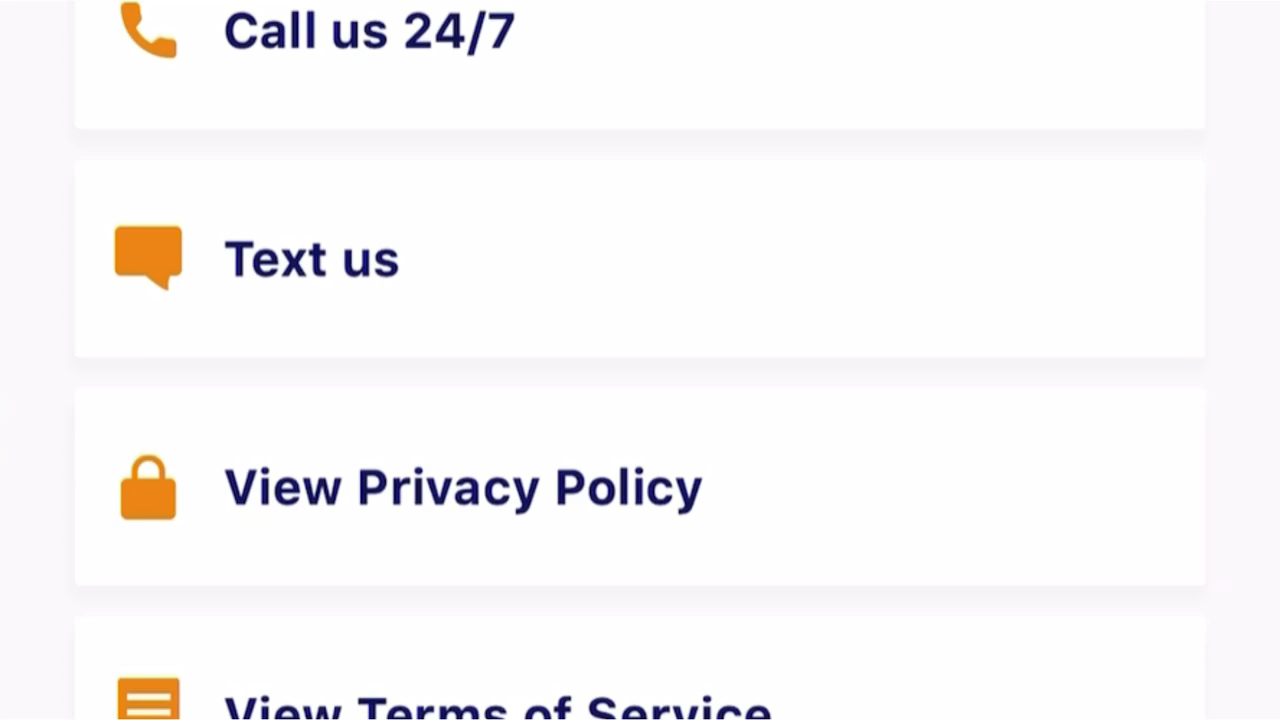 Call us 24/7
Text us
View Privacy Policy
View Terms of Service